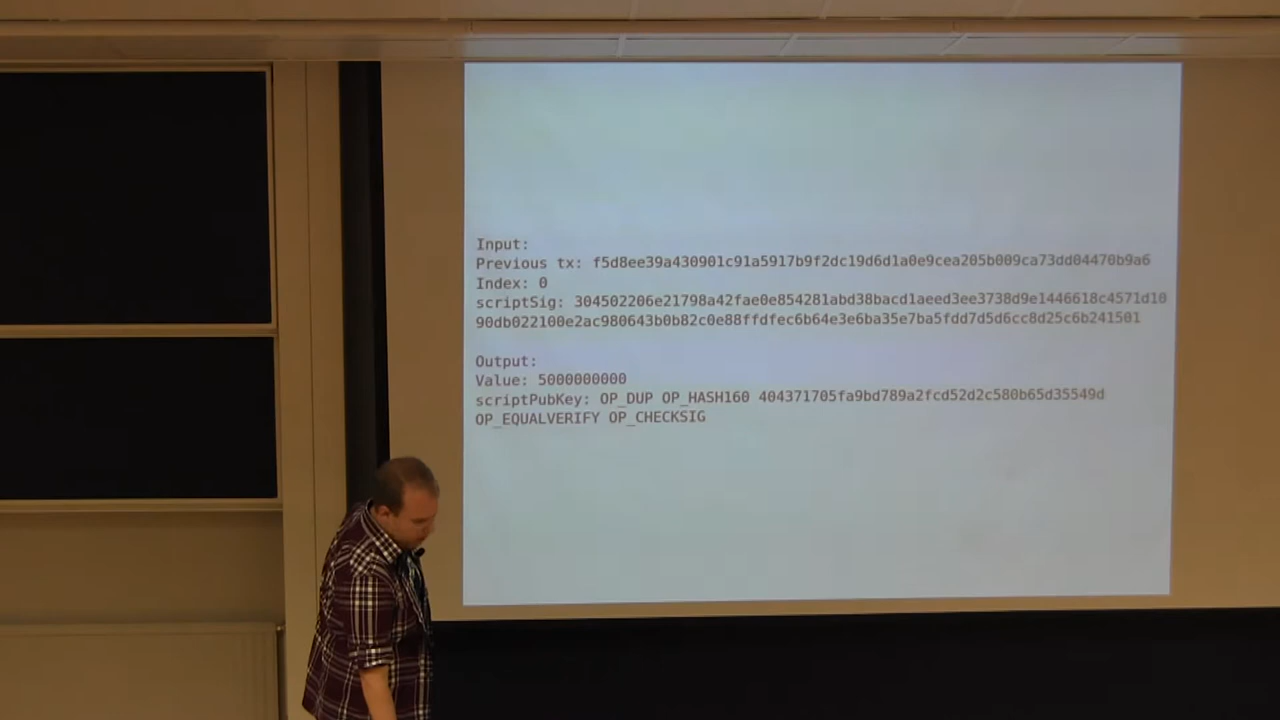 Input:
Previous tx: f5d8ee39a430901c91a5917b9f2dc19d6d1a0e9cea205b009ca73dd04470b9a6
Index: 0
scriptSig: 304502206e21798a42fae0e854281abd38bacd1aeed3ee3738d9e1446618c4571d10
90db022100e2ac980643b0b82c0e88ffdfec6b64e3e6ba35e7ba5fdd7d5d6cc8d25c6b241501
Output:
Value: 5000000000
scriptPubKey: OP_DUP OP_HASH160 404371705fa9bd789a2fcd52d2c580b65d35549d
OP_EQUALVERIFY OP_CHECKSIG